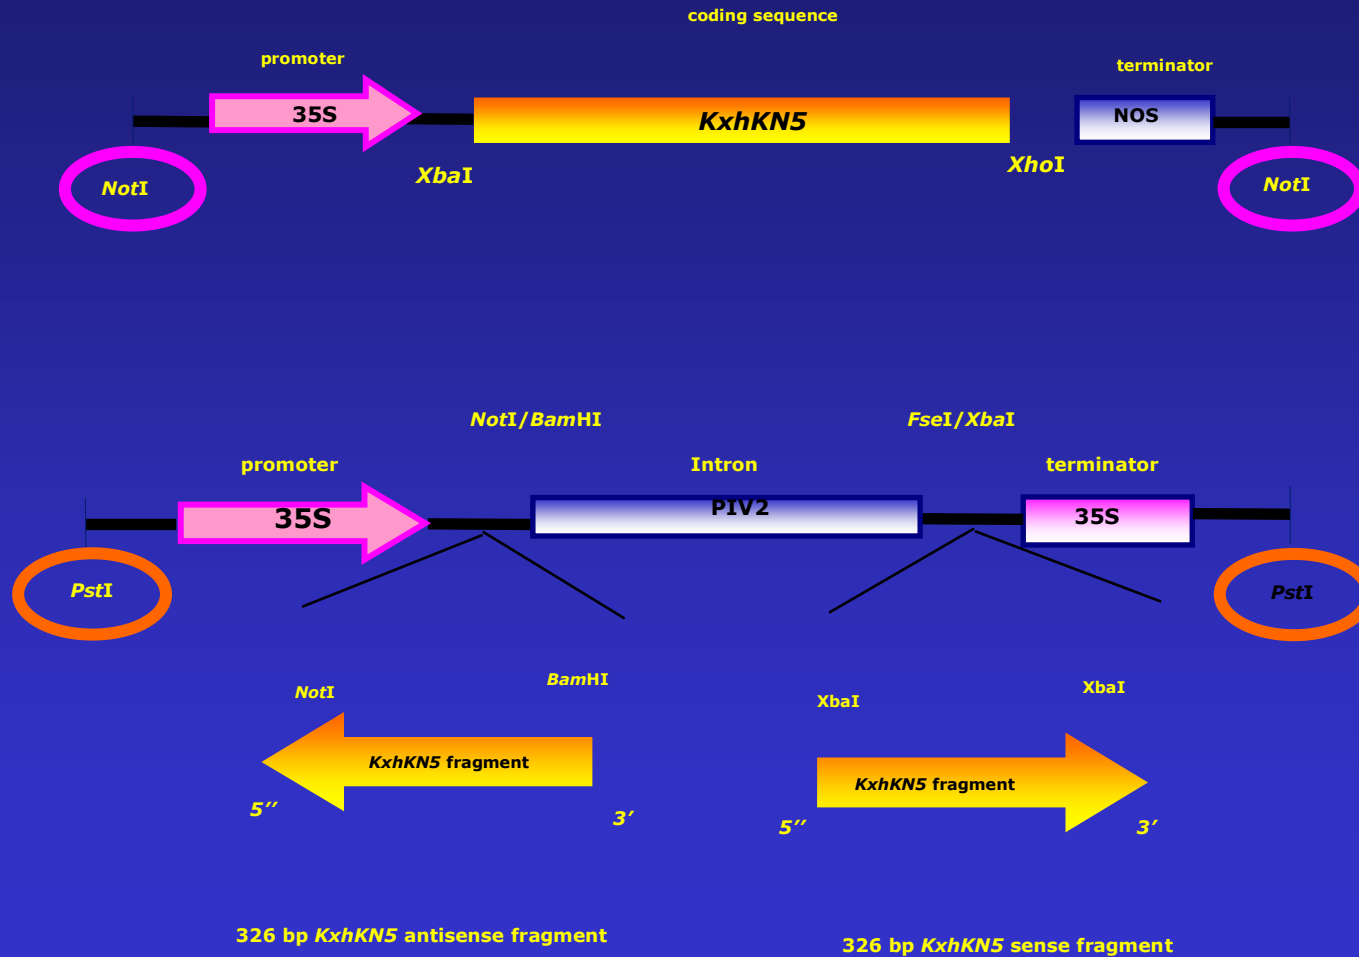 coding sequence
promoter
terminator
35S
KxhKN5
NOS
XbaI
XhoI
NotI
NotI
NotI/BamHI
FseI/XbaI
promoter
Intron
terminator
35S
PIV2
35S
PstI
PstI
NotI
BamHI
XbaI
XbaI
KxhKN5 fragment
KxhKN5 fragment
5′′
3′
5′′
3′
326 bp KxhKN5 antisense fragment
326 bp KxhKN5 sense fragment